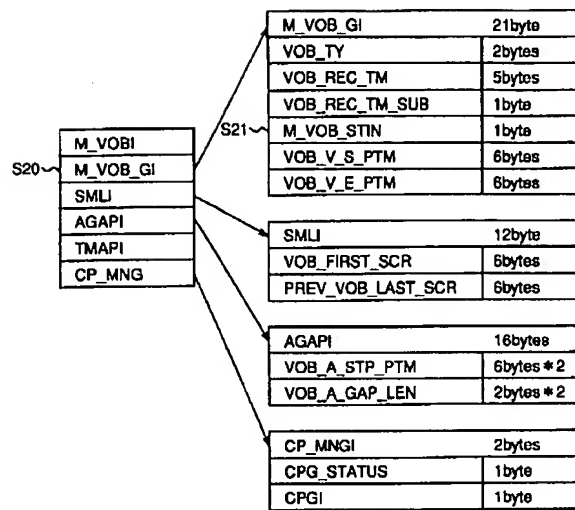 M_VOB_GI 21byte
VOB_TY 2bytes
VOB_REC_TM 5bytes
VOB_REC_TM_SUB 1byte
S21 M_VOB_STIN 1byte
VOB_V_S_PTM 6bytes
VOB_V_E_PTM 6bytes
M_VOBI
S20 M_VOB_GI
SMLI
AGAPI
TMAPI
CP_MNG
SMLI 12byte
VOB_FIRST_SCR 6bytes
PREV_VOB_LAST_SCR 6bytes
AGAPI 16bytes
VOB_A_STP_PTM 6bytes*2
VOB_A_GAP_LEN 2bytes*2
CP_MNGI 2bytes
CPG_STATUS 1byte
CPGI 1byte